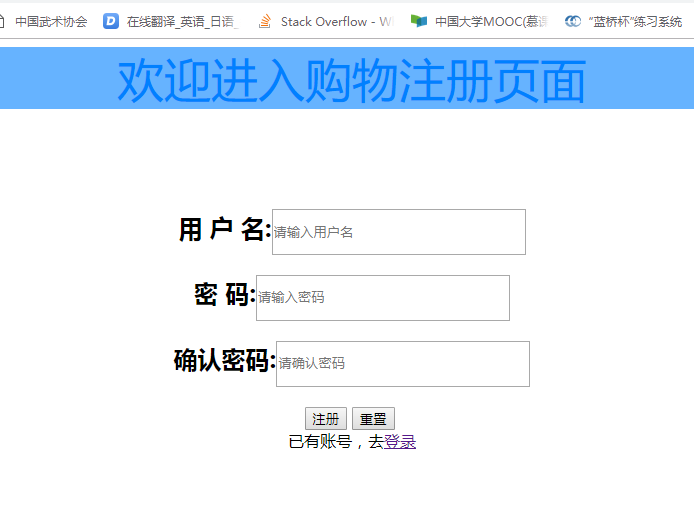 中国武术协会 在线翻译_英语_日语_ Stack Overflow - W 中国大学MOOC(慕课 “蓝桥杯”练习系统
欢迎进入购物注册页面
用 户 名:请输入用户名
密 码:请输入密码
确认密码:请确认密码
注册 重置
已有账号，去登录